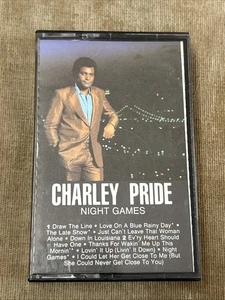 CHARLEY PRIDE
NIGHT GAMES
1 Draw The Line • Love On A Blue Rainy Day*
The Late Show* • Just Can't Leave That Woman
Alone • Down In Louisiana 2 Ev'ry Heart Should
Have One • Thanks For Wakin' Me Up This
Mornin'* • Lovin' It Up (Livin' It Down) • Night
Games* • I Could Let Her Get Close To Me (But
She Could Never Get Close To You)